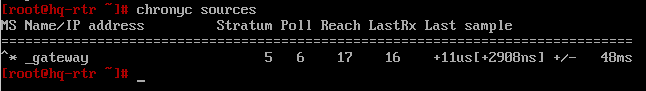 [root@hq-rtr ~]# chronyc sources
MS Name/IP address         Stratum Poll Reach LastRx Last sample
===============================================================================
^* _gateway                      5   6    17    16    +11us[+2908ns] +/-   48ms
[root@hq-rtr ~]# _